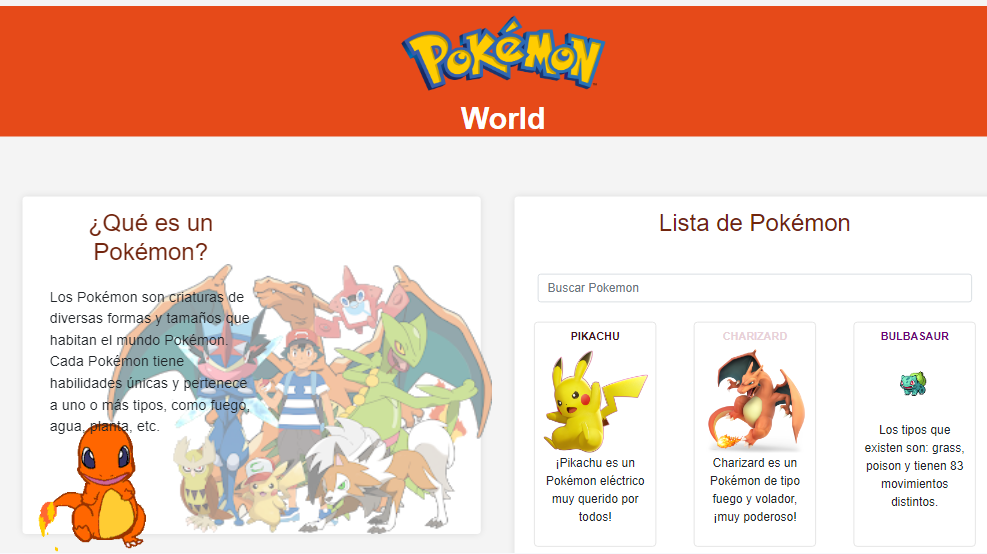 POKéMON
World
¿Qué es un
Pokémon?
Los Pokémon son criaturas de
diversas formas y tamaños que
habitan el mundo Pokémon.
Cada Pokémon tiene
habilidades únicas y pertenece
a uno o más tipos, como fuego,
agua, planta, etc.
Lista de Pokémon
Buscar Pokemon
PIKACHU
¡Pikachu es un
Pokémon eléctrico
muy querido por
todos!
CHARIZARD
Charizard es un
Pokémon de tipo
fuego y volador,
¡muy poderoso!
BULBASAUR
Los tipos que
existen son: grass,
poison y tienen 83
movimientos
distintos.